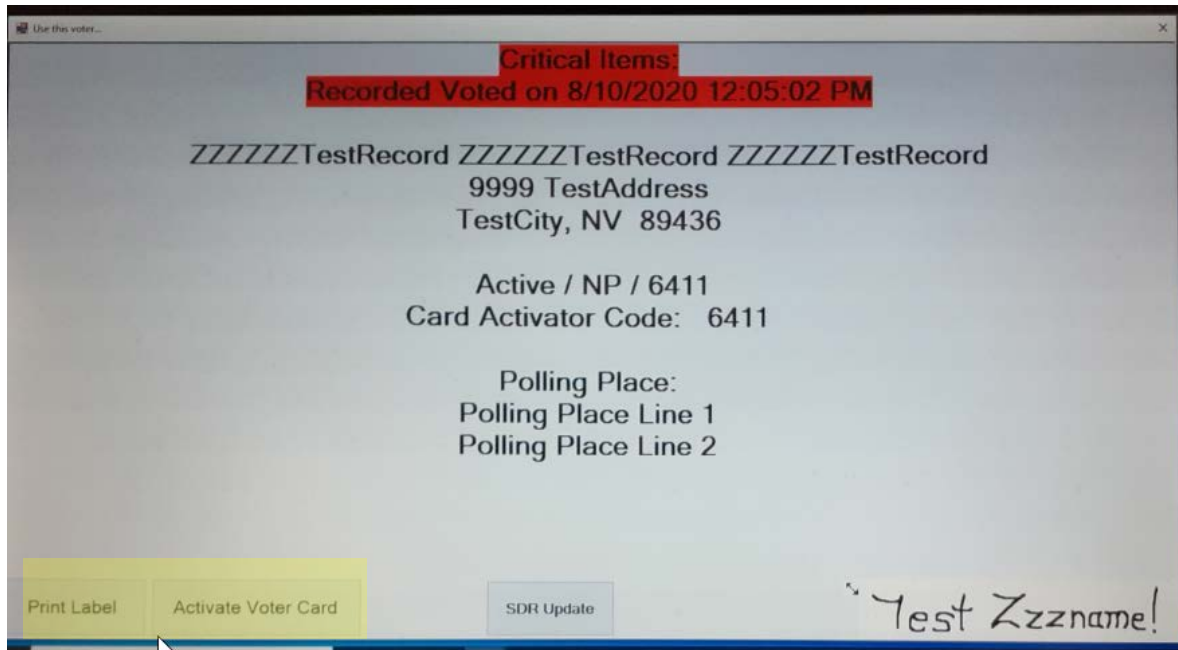 Use this voter...
Critical Items:
Recorded Voted on 8/10/2020 12:05:02 PM
ZZZZZZTestRecord ZZZZZZTestRecord ZZZZZZTestRecord
9999 TestAddress
TestCity, NV 89436
Active / NP / 6411
Card Activator Code: 6411
Polling Place:
Polling Place Line 1
Polling Place Line 2
Print Label Activate Voter Card SDR Update Test Zzzname!